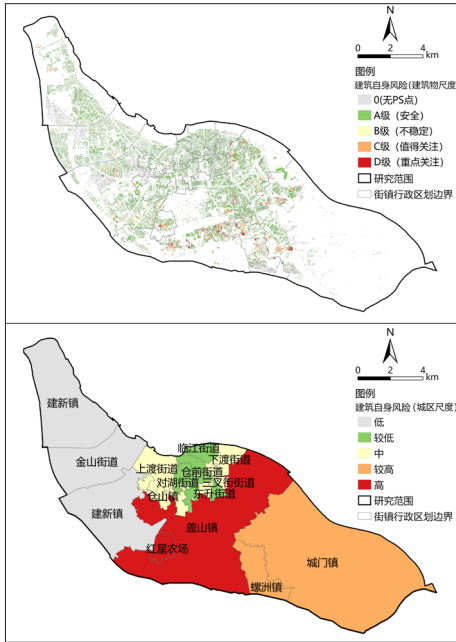 N
0 2 4 km
图例
建筑自身风险(建筑物尺度)
0(无PS点)
A级(安全)
B级(不稳定)
C级(值得关注)
D级(重点关注)
研究范围
街镇行政区划边界
N
0 2 4 km
图例
建筑自身风险(城区尺度)
低
较低
中
较高
高
研究范围
街镇行政区划边界
建新镇
临江街道
下渡街道
金山街道
上渡街道
仓前街道
对湖街道
三叉街街道
仓山镇
东升街道
建新镇
盖山镇
红星农场
城门镇
螺洲镇